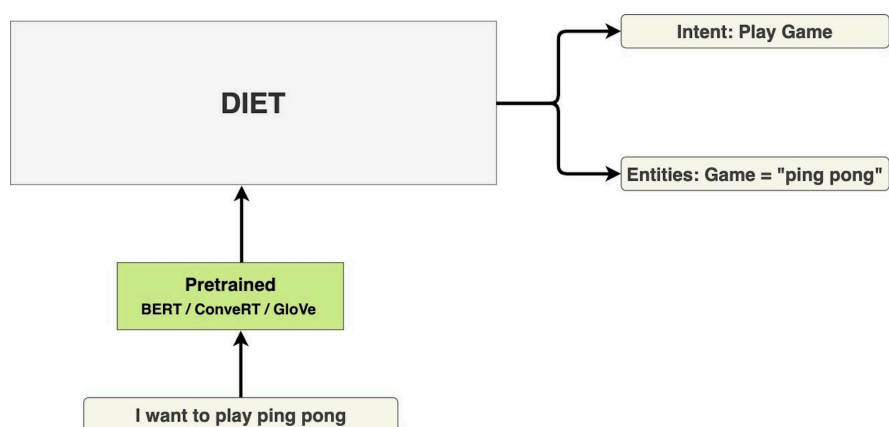 DIET
Intent: Play Game
Entities: Game = "ping pong"
Pretrained
BERT / ConveRT / GloVe
I want to play ping pong